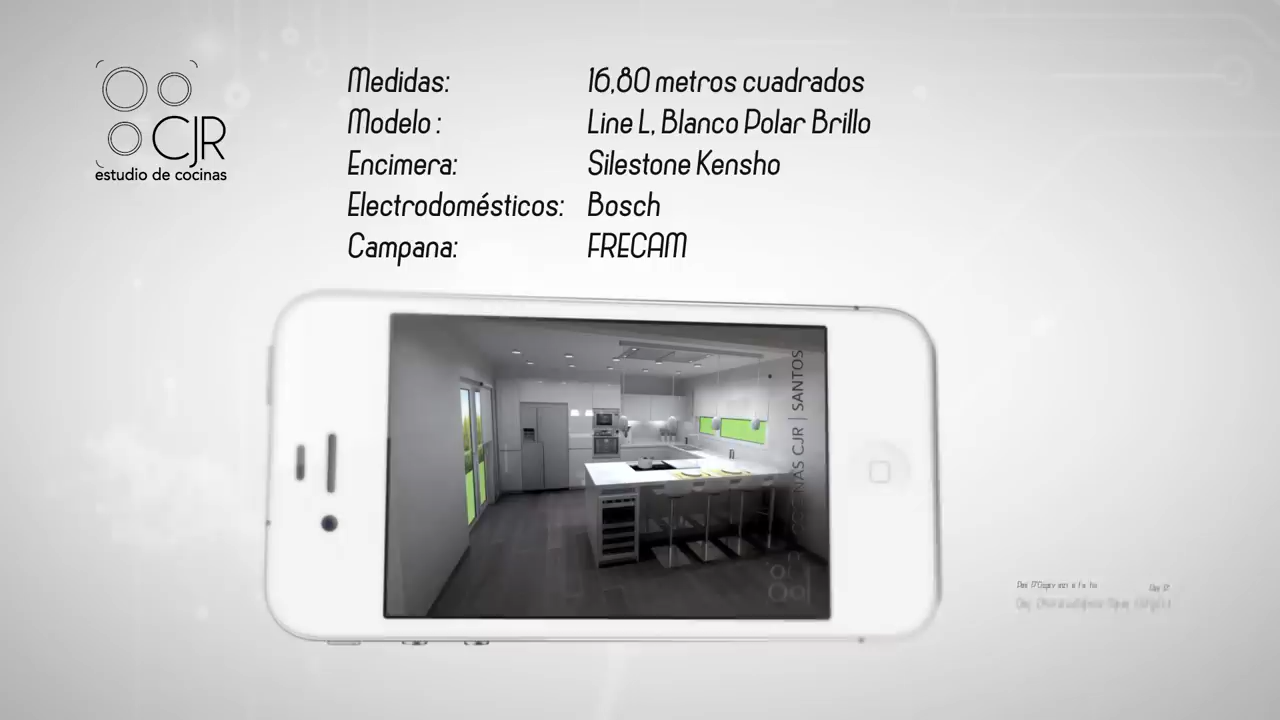 CJR
estudio de cocinas
Medidas: 16,80 metros cuadrados
Modelo : Line L, Blanco Polar Brillo
Encimera: Silestone Kensho
Electrodomésticos: Bosch
Campana: FRECAM
COCINAS CJR | SANTOS